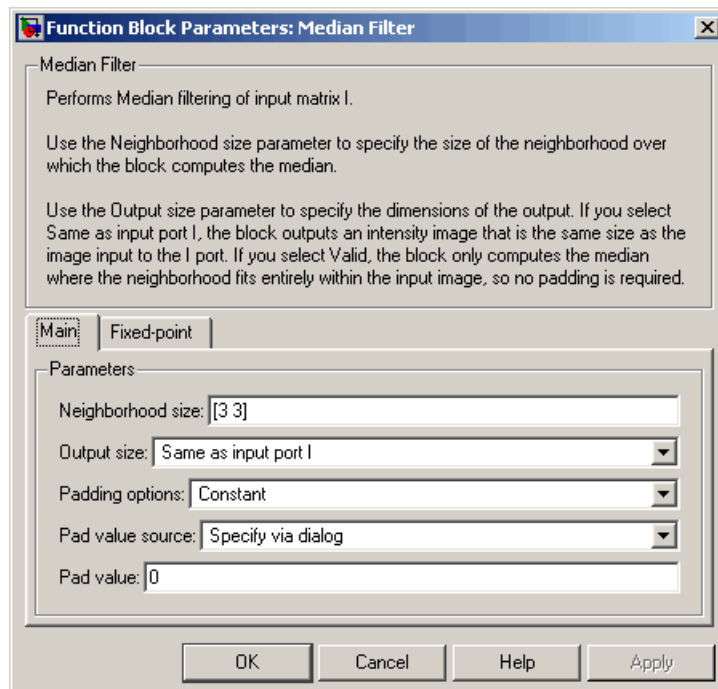 Function Block Parameters: Median Filter
Median Filter
Performs Median filtering of input matrix I.
Use the Neighborhood size parameter to specify the size of the neighborhood over
which the block computes the median.
Use the Output size parameter to specify the dimensions of the output. If you select
Same as input port I, the block outputs an intensity image that is the same size as the
image input to the I port. If you select Valid, the block only computes the median
where the neighborhood fits entirely within the input image, so no padding is required.
Main Fixed-point
Parameters
Neighborhood size: [3 3]
Output size: Same as input port I
Padding options: Constant
Pad value source: Specify via dialog
Pad value: 0
OK Cancel Help Apply